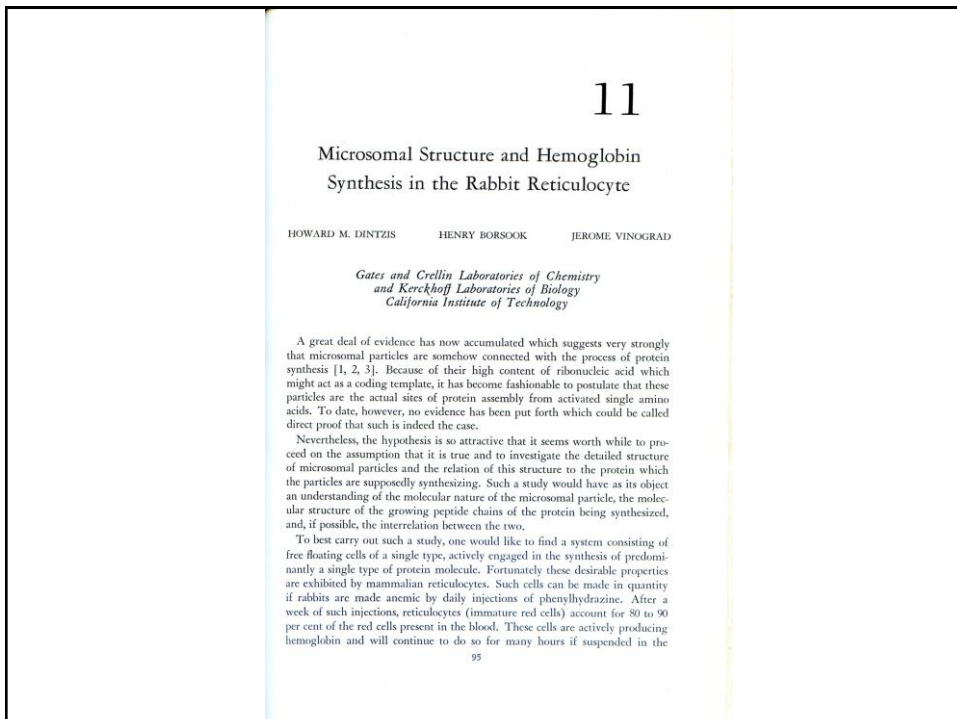 11
Microsomal Structure and Hemoglobin
Synthesis in the Rabbit Reticulocyte
HOWARD M. DINTZIS HENRY BORSOOK JEROME VINOGRAD
Gates and Crellin Laboratories of Chemistry
and Kerckhoff Laboratories of Biology
California Institute of Technology
A great deal of evidence has now accumulated which suggests very strongly
that microsomal particles are somehow connected with the process of protein
synthesis [1, 2, 3]. Because of their high content of ribonucleic acid which
might act as a coding template, it has become fashionable to postulate that these
particles are the actual sites of protein assembly from activated single amino
acids. To date, however, no evidence has been put forth which could be called
direct proof that such is indeed the case.
Nevertheless, the hypothesis is so attractive that it seems worth while to pro-
ceed on the assumption that it is true and to investigate the detailed structure
of microsomal particles and the relation of this structure to the protein which
the particles are supposedly synthesizing. Such a study would have as its object
an understanding of the molecular nature of the microsomal particle, the molec-
ular structure of the growing peptide chains of the protein being synthesized,
and, if possible, the interrelation between the two.
To best carry out such a study, one would like to find a system consisting of
free floating cells of a single type, actively engaged in the synthesis of predomi-
nantly a single type of protein molecule. Fortunately these desirable properties
are exhibited by mammalian reticulocytes. Such cells can be made in quantity
if rabbits are made anemic by daily injections of phenylhydrazine. After a
week of such injections, reticulocytes (immature red cells) account for 80 to 90
per cent of the red cells present in the blood. These cells are actively producing
hemoglobin and will continue to do so for many hours if suspended in the
95